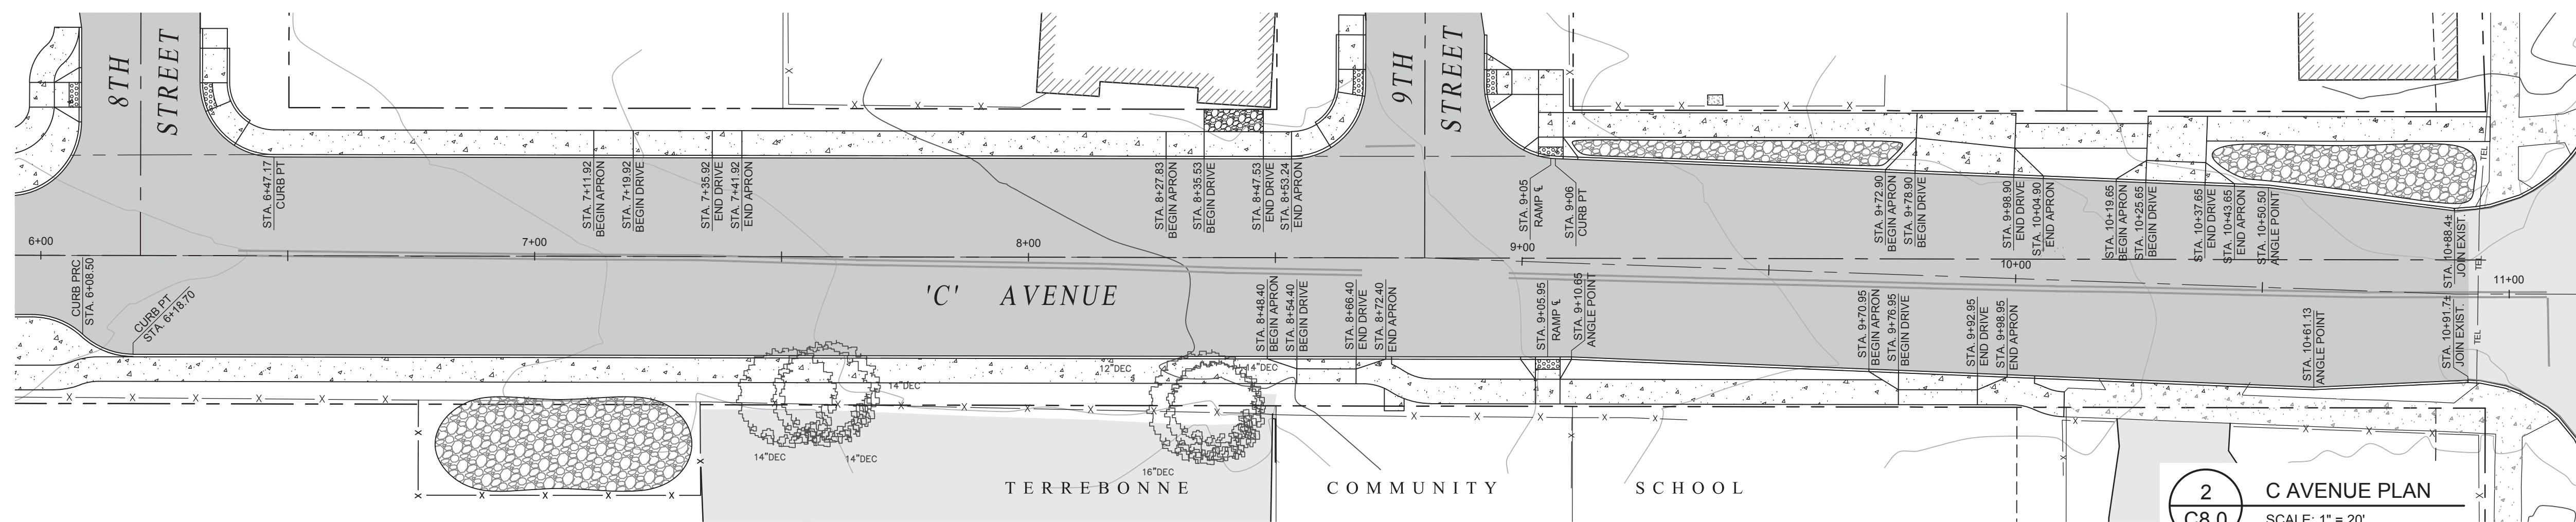 8TH
STREET
9TH
STREET
STA. 6+47.17
CURB PT
STA. 7+11.92
BEGIN APRON
STA. 7+19.92
BEGIN DRIVE
STA. 7+35.92
END DRIVE
STA. 7+41.92
END APRON
STA. 8+27.83
BEGIN APRON
STA. 8+35.53
BEGIN DRIVE
STA. 8+47.53
END DRIVE
STA. 8+53.24
END APRON
STA. 9+05
RAMP ℄
STA. 9+06
CURB PT
STA. 9+72.90
BEGIN APRON
STA. 9+78.90
BEGIN DRIVE
STA. 9+98.90
END DRIVE
STA. 10+04.90
END APRON
STA. 10+19.65
BEGIN APRON
STA. 10+25.65
BEGIN DRIVE
STA. 10+37.65
END DRIVE
STA. 10+43.65
END APRON
STA. 10+50.50
ANGLE POINT
STA. 10+88.4±
JOIN EXIST.
TEL
TEL
TEL
6+00
7+00
8+00
9+00
10+00
11+00
CURB PRC
STA. 6+08.50
CURB PT
STA. 6+18.70
'C' AVENUE
STA. 8+48.40
BEGIN APRON
STA. 8+54.40
BEGIN DRIVE
STA. 8+66.40
END DRIVE
STA. 8+72.40
END APRON
STA. 9+05.95
RAMP ℄
STA. 9+10.65
ANGLE POINT
STA. 9+70.95
BEGIN APRON
STA. 9+76.95
BEGIN DRIVE
STA. 9+92.95
END DRIVE
STA. 9+98.95
END APRON
STA. 10+61.13
ANGLE POINT
STA. 10+91.7±
JOIN EXIST.
14"DEC
12"DEC
14"DEC
14"DEC
14"DEC
16"DEC
TERREBONNE COMMUNITY SCHOOL
2
C8.0
C AVENUE PLAN
SCALE: 1" = 20'